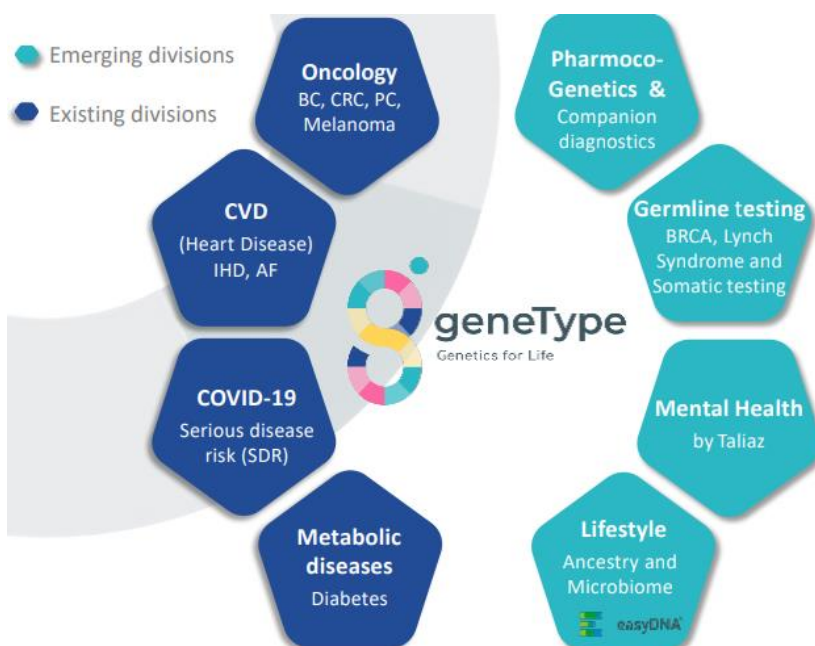 Emerging divisions
Existing divisions
Oncology
BC, CRC, PC,
Melanoma
CVD
(Heart Disease)
IHD, AF
COVID-19
Serious disease
risk (SDR)
Metabolic
diseases
Diabetes
geneType
Genetics for Life
Pharmoco-
Genetics &
Companion
diagnostics
Germline testing
BRCA, Lynch
Syndrome and
Somatic testing
Mental Health
by Taliaz
Lifestyle
Ancestry and
Microbiome
easyDNA